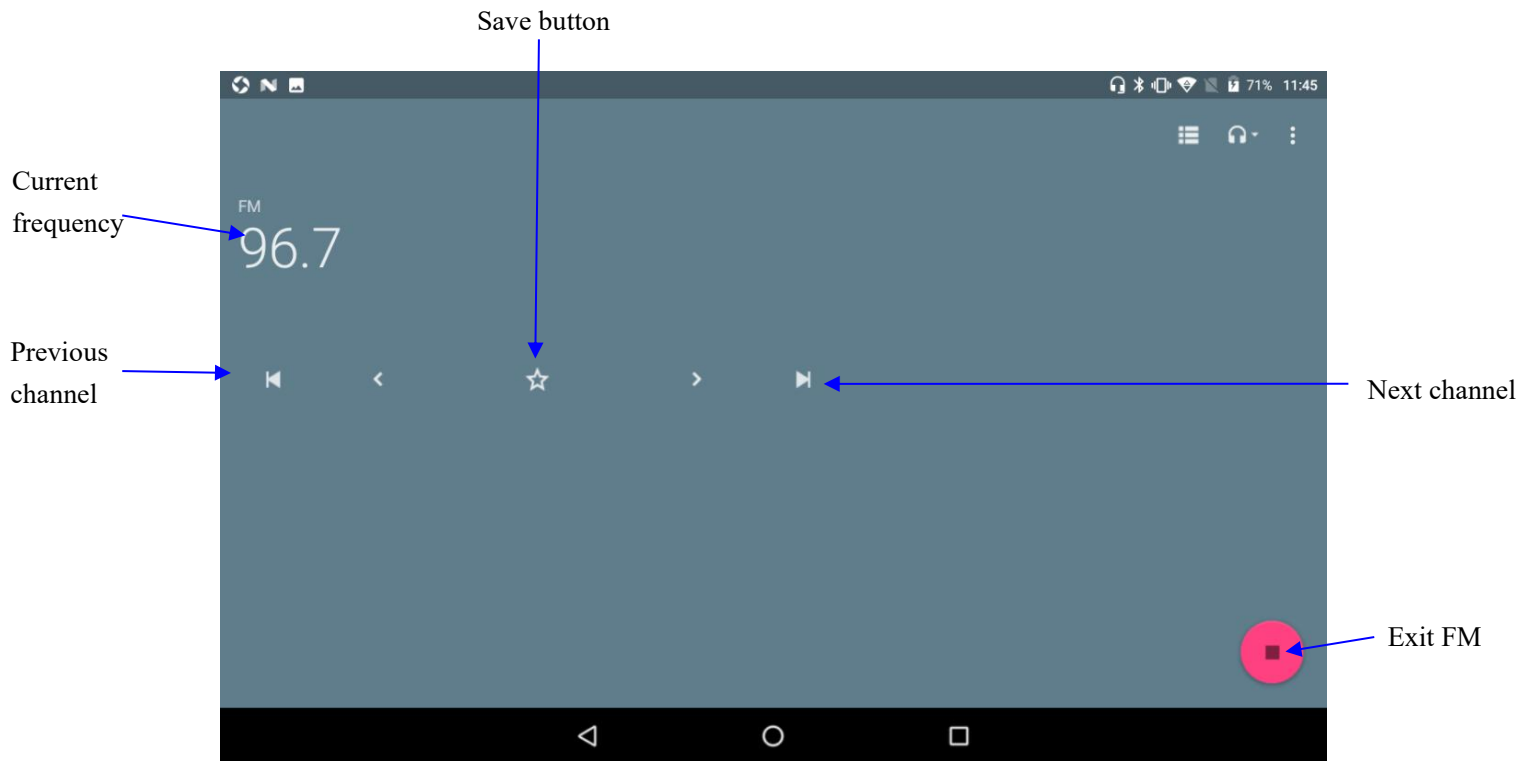 Save button
71% 11:45
Current
frequency
FM
96.7
Previous
channel
Next channel
Exit FM